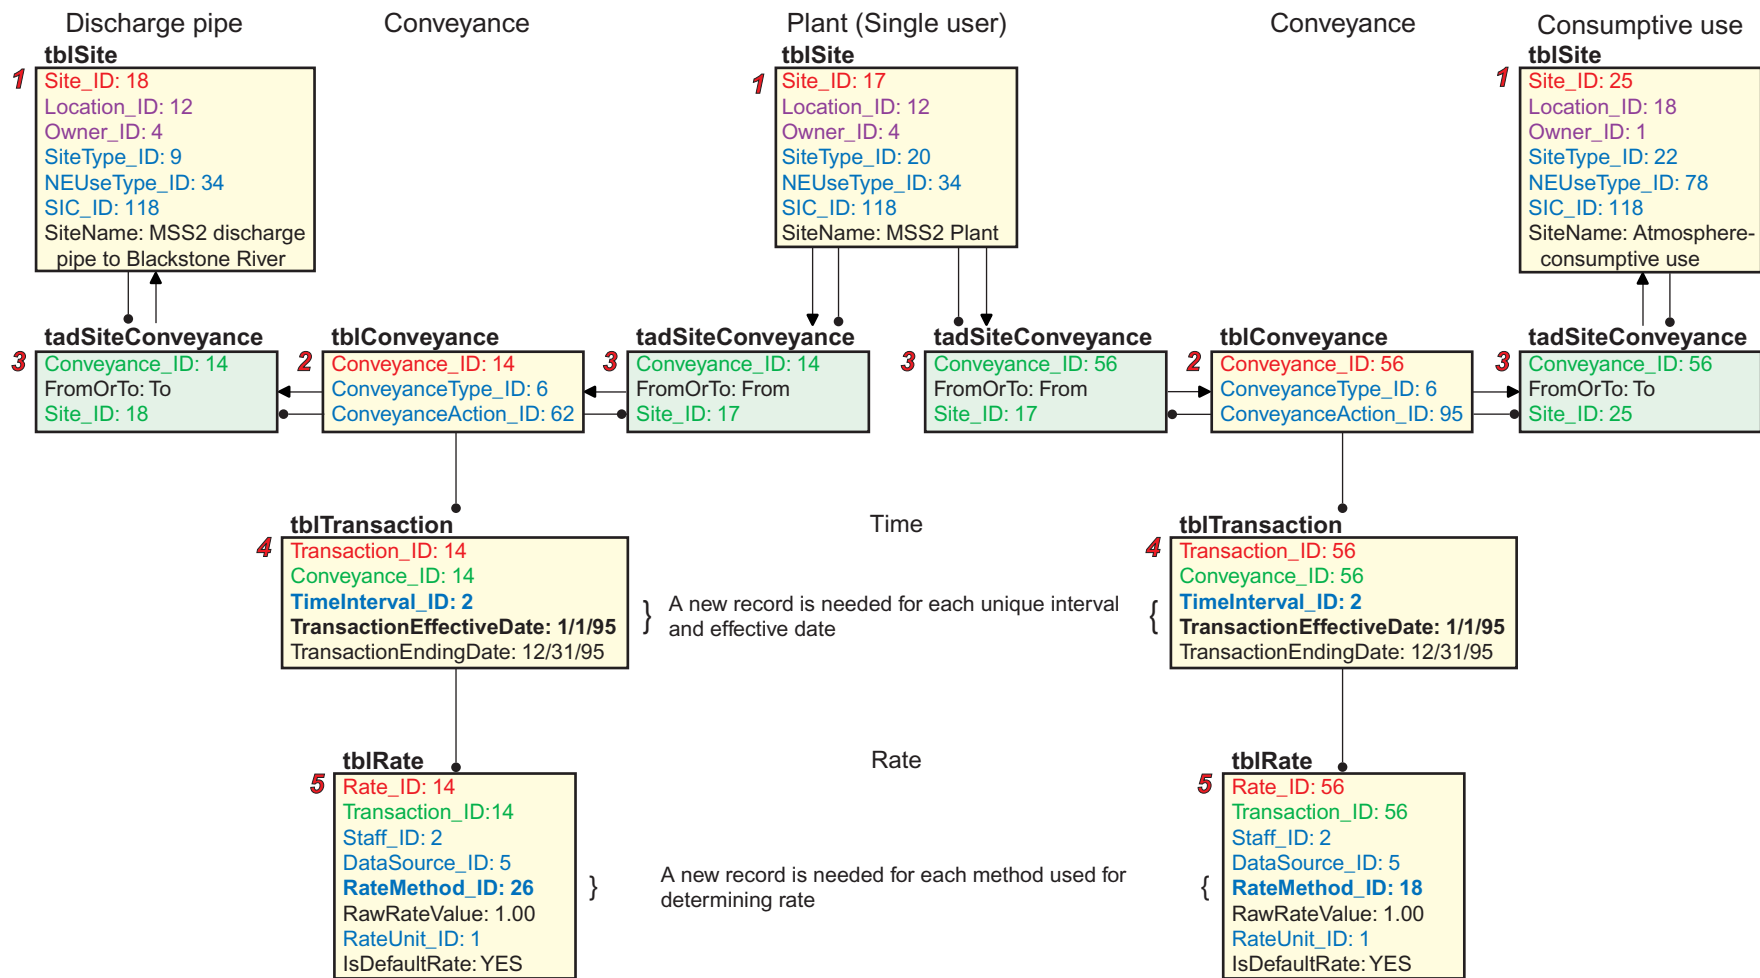 Discharge pipe
Conveyance
Plant (Single user)
Conveyance
Consumptive use
tblSite
1
Site_ID: 18
Location_ID: 12
Owner_ID: 4
SiteType_ID: 9
NEUseType_ID: 34
SIC_ID: 118
SiteName: MSS2 discharge
pipe to Blackstone River
tblSite
1
Site_ID: 17
Location_ID: 12
Owner_ID: 4
SiteType_ID: 20
NEUseType_ID: 34
SIC_ID: 118
SiteName: MSS2 Plant
tblSite
1
Site_ID: 25
Location_ID: 18
Owner_ID: 1
SiteType_ID: 22
NEUseType_ID: 78
SIC_ID: 118
SiteName: Atmosphere-
consumptive use
tadSiteConveyance
3
Conveyance_ID: 14
FromOrTo: To
Site_ID: 18
tblConveyance
2
Conveyance_ID: 14
ConveyanceType_ID: 6
ConveyanceAction_ID: 62
tadSiteConveyance
3
Conveyance_ID: 14
FromOrTo: From
Site_ID: 17
tadSiteConveyance
3
Conveyance_ID: 56
FromOrTo: From
Site_ID: 17
tblConveyance
2
Conveyance_ID: 56
ConveyanceType_ID: 6
ConveyanceAction_ID: 95
tadSiteConveyance
3
Conveyance_ID: 56
FromOrTo: To
Site_ID: 25
tblTransaction
4
Transaction_ID: 14
Conveyance_ID: 14
TimeInterval_ID: 2
TransactionEffectiveDate: 1/1/95
TransactionEndingDate: 12/31/95
Time
} A new record is needed for each unique interval {
and effective date
tblTransaction
4
Transaction_ID: 56
Conveyance_ID: 56
TimeInterval_ID: 2
TransactionEffectiveDate: 1/1/95
TransactionEndingDate: 12/31/95
tblRate
5
Rate_ID: 14
Transaction_ID:14
Staff_ID: 2
DataSource_ID: 5
RateMethod_ID: 26
RawRateValue: 1.00
RateUnit_ID: 1
IsDefaultRate: YES
Rate
} A new record is needed for each method used for {
determining rate
tblRate
5
Rate_ID: 56
Transaction_ID: 56
Staff_ID: 2
DataSource_ID: 5
RateMethod_ID: 18
RawRateValue: 1.00
RateUnit_ID: 1
IsDefaultRate: YES